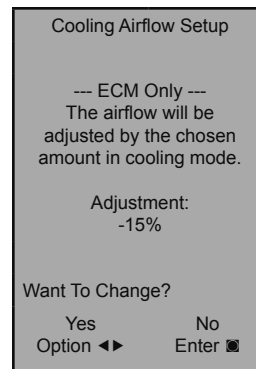 Cooling Airflow Setup
--- ECM Only ---
The airflow will be
adjusted by the chosen
amount in cooling mode.
Adjustment:
-15%
Want To Change?
Yes No
Option ◄► Enter ◙